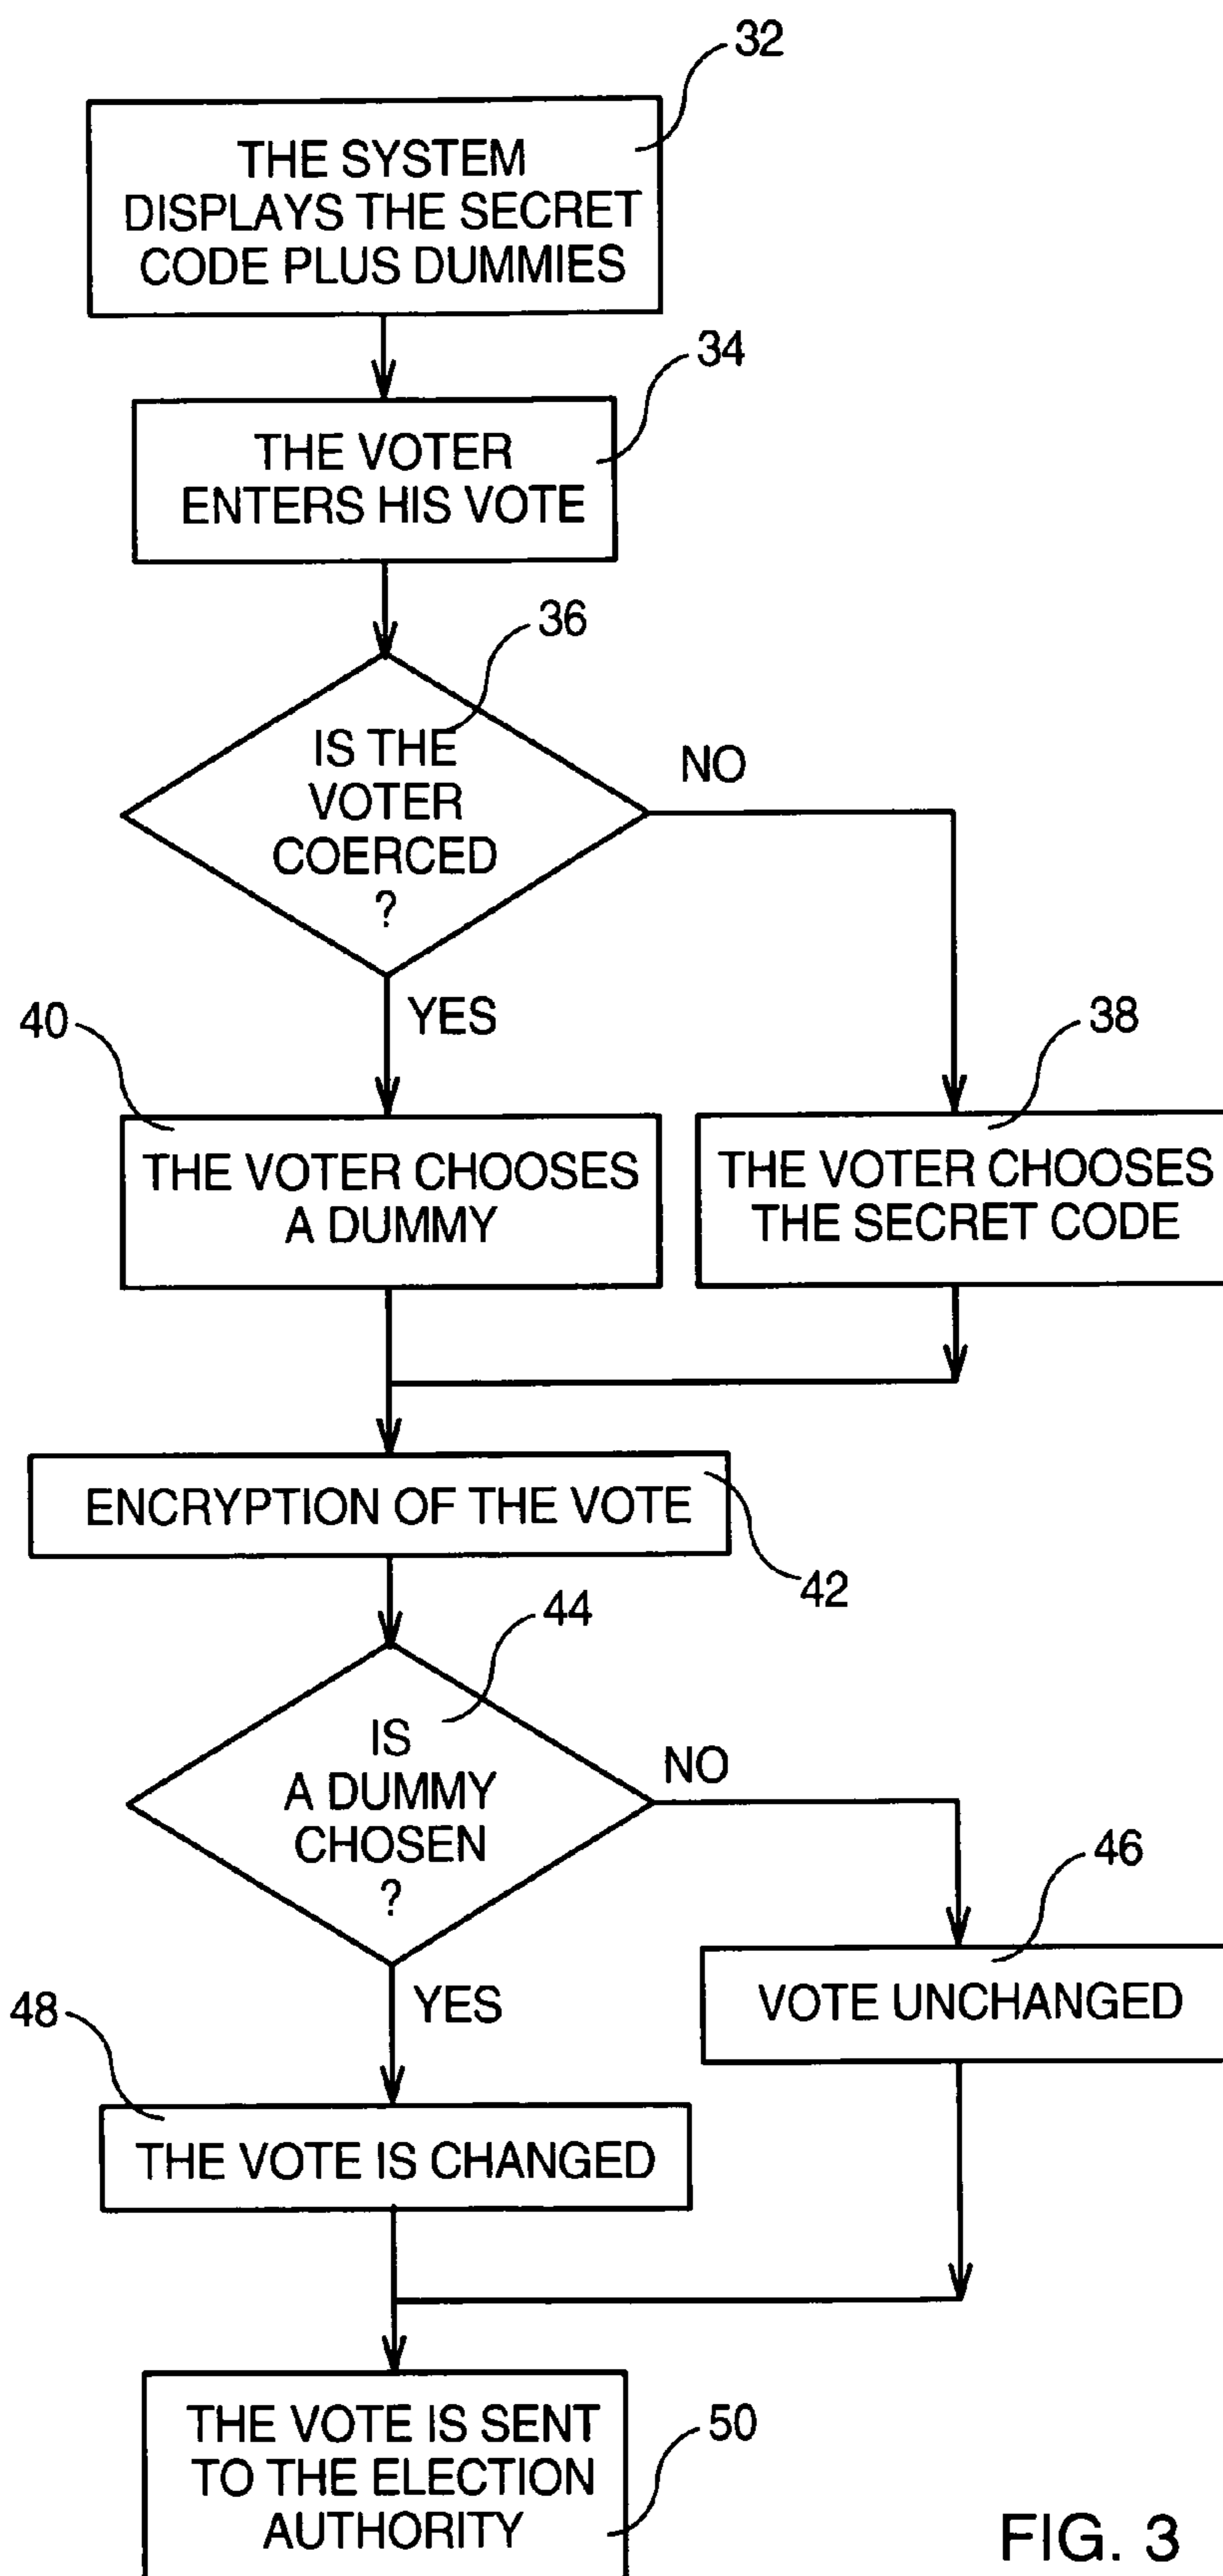 32
THE SYSTEM
DISPLAYS THE SECRET
CODE PLUS DUMMIES
34
THE VOTER
ENTERS HIS VOTE
36
IS THE
VOTER
COERCED
?
NO
YES
40
38
THE VOTER CHOOSES
A DUMMY
THE VOTER CHOOSES
THE SECRET CODE
ENCRYPTION OF THE VOTE
42
44
IS
A DUMMY
CHOSEN
?
NO
46
YES
VOTE UNCHANGED
48
THE VOTE IS CHANGED
THE VOTE IS SENT
TO THE ELECTION
AUTHORITY
50
FIG. 3